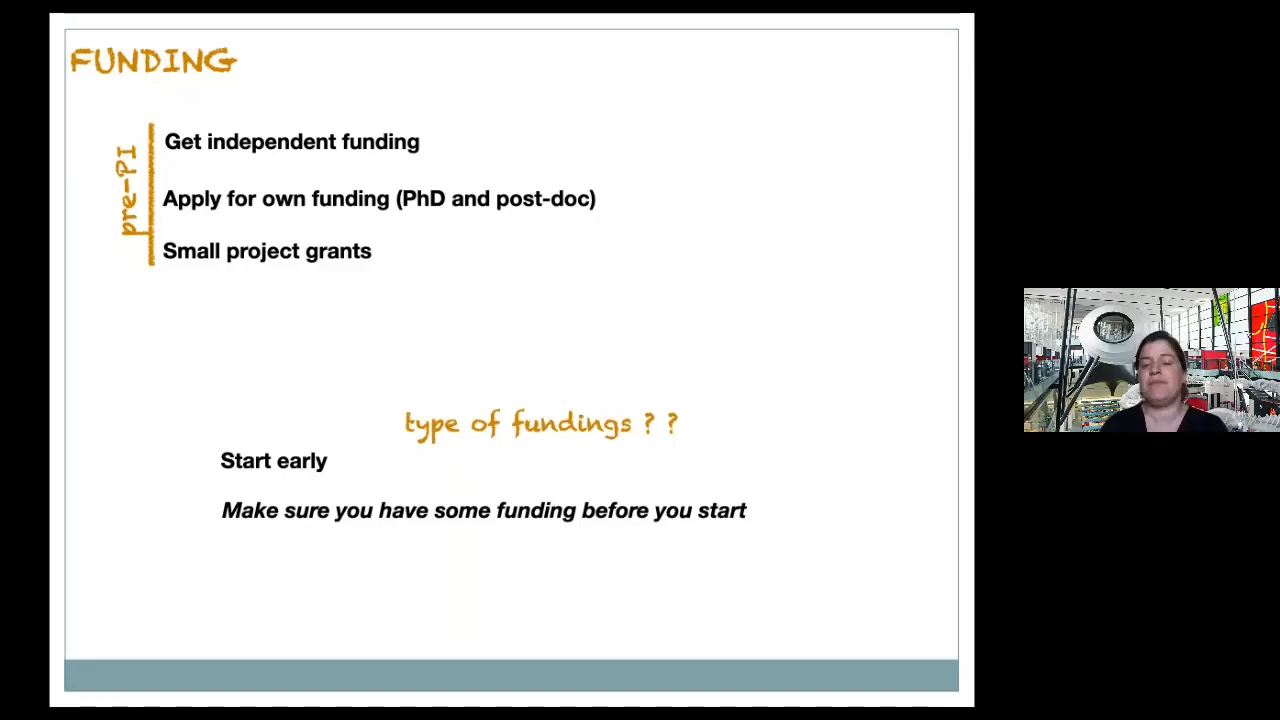 FUNDING
pre-PI
Get independent funding
Apply for own funding (PhD and post-doc)
Small project grants
type of fundings ? ?
Start early
Make sure you have some funding before you start